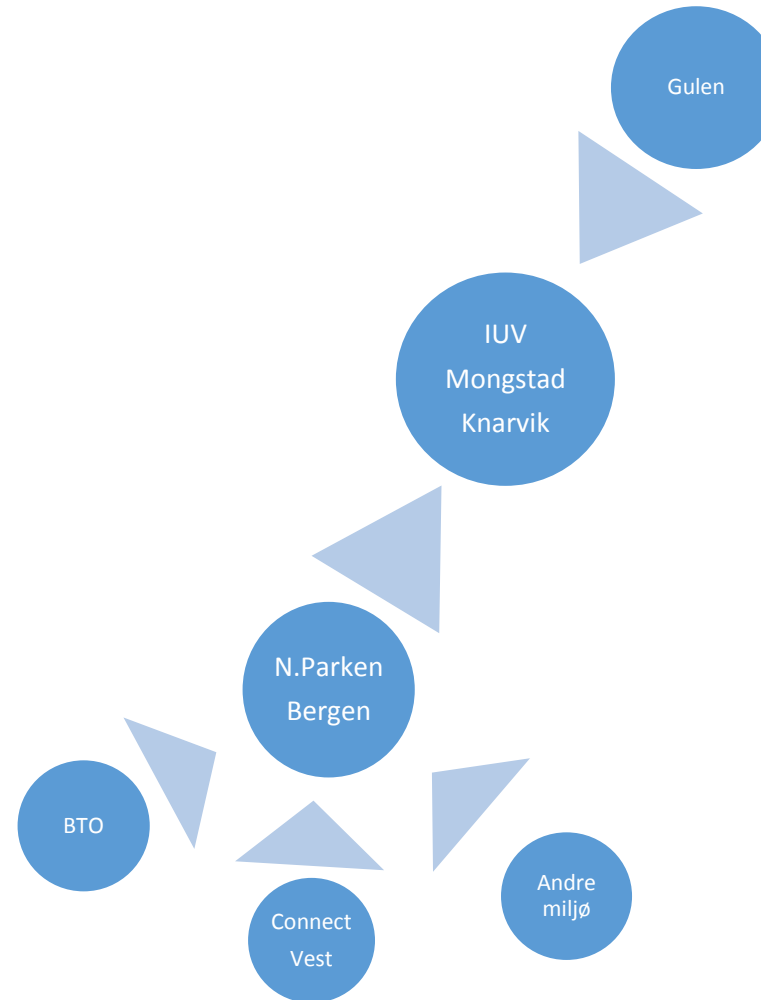 Gulen
IUV
Mongstad
Knarvik
N.Parken
Bergen
BTO
Andre
miljø
Connect
Vest